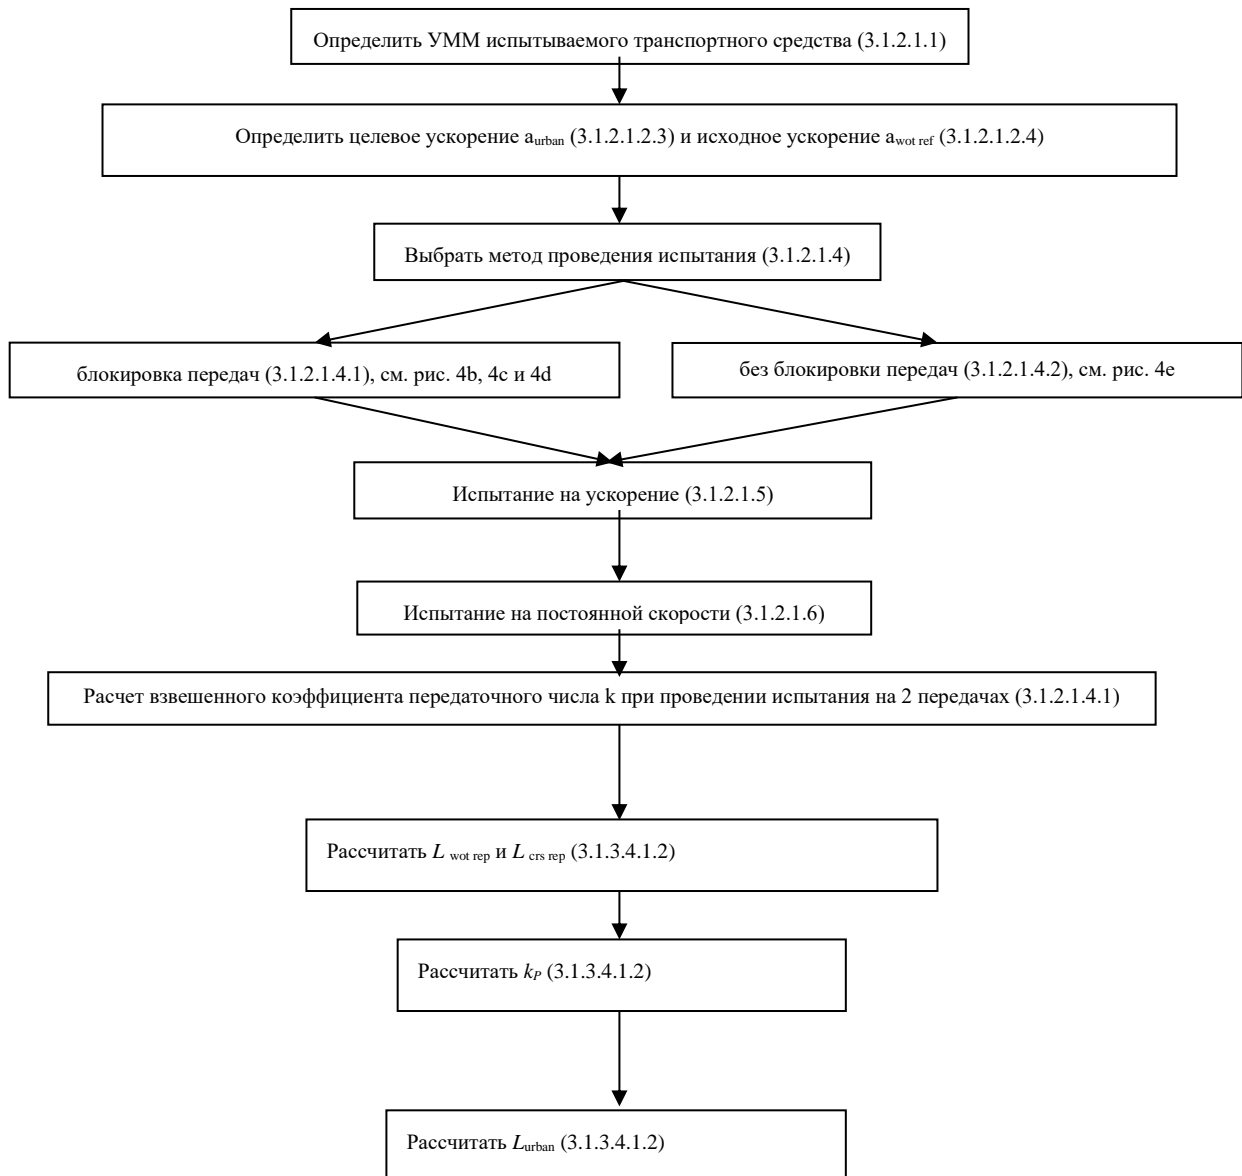 Определить УММ испытываемого транспортного средства (3.1.2.1.1)
Определить целевое ускорение aurban (3.1.2.1.2.3) и исходное ускорение awot ref (3.1.2.1.2.4)
Выбрать метод проведения испытания (3.1.2.1.4)
блокировка передач (3.1.2.1.4.1), см. рис. 4b, 4c и 4d
без блокировки передач (3.1.2.1.4.2), см. рис. 4e
Испытание на ускорение (3.1.2.1.5)
Испытание на постоянной скорости (3.1.2.1.6)
Расчет взвешенного коэффициента передаточного числа k при проведении испытания на 2 передачах (3.1.2.1.4.1)
Рассчитать L wot rep и L crs rep (3.1.3.4.1.2)
Рассчитать kP (3.1.3.4.1.2)
Рассчитать Lurban (3.1.3.4.1.2)